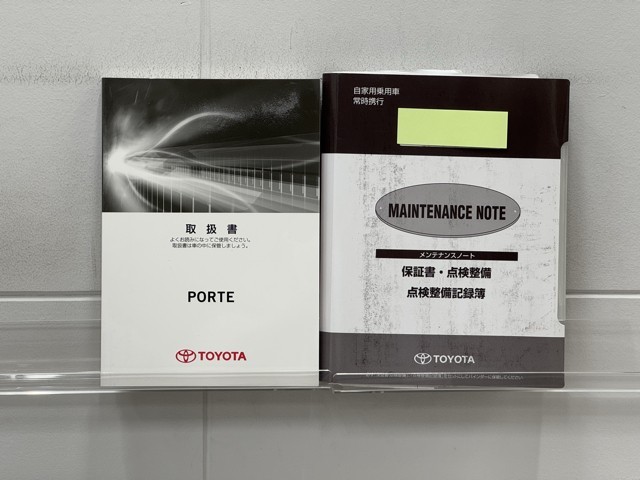 取扱書
よくお読みになってご使用ください。
取扱書は車の中に保管しましょう。
PORTE
TOYOTA
自家用乗用車
常時携行
MAINTENANCE NOTE
メンテナンスノート
保証書・点検整備
点検整備記録簿
TOYOTA